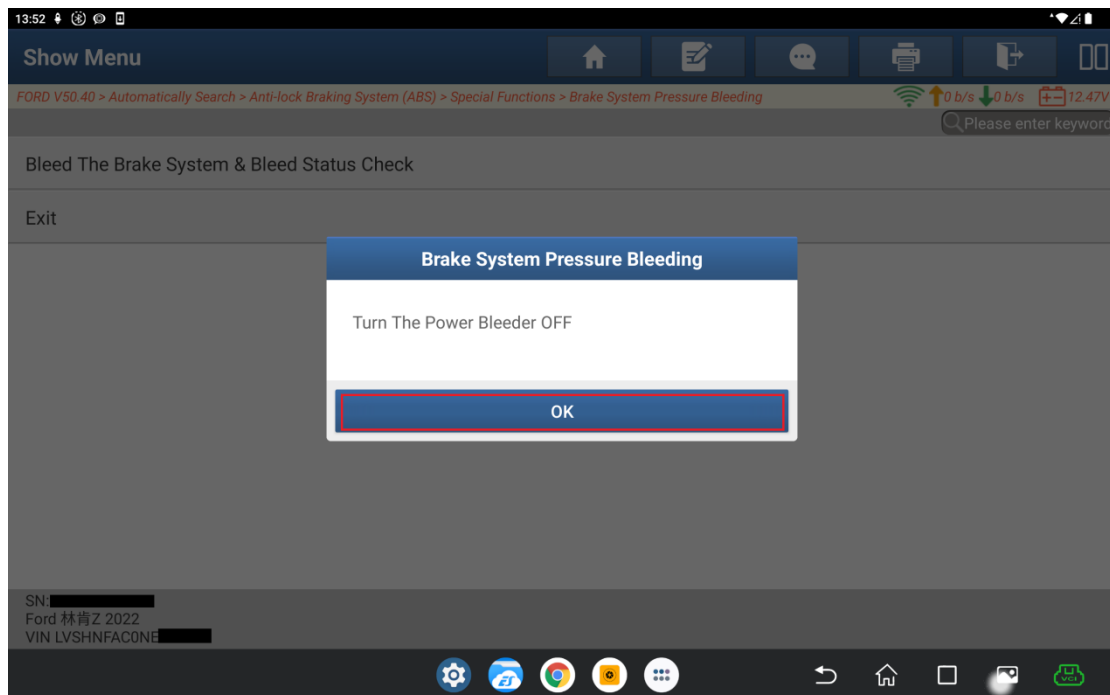 13:52
Show Menu
FORD V50.40 > Automatically Search > Anti-lock Braking System (ABS) > Special Functions > Brake System Pressure Bleeding
0 b/s 0 b/s 12.47V
Please enter keyword
Bleed The Brake System & Bleed Status Check
Exit
Brake System Pressure Bleeding
Turn The Power Bleeder OFF
OK
SN:
Ford 林肯Z 2022
VIN LVSHNFAC0NE
ES
VCI